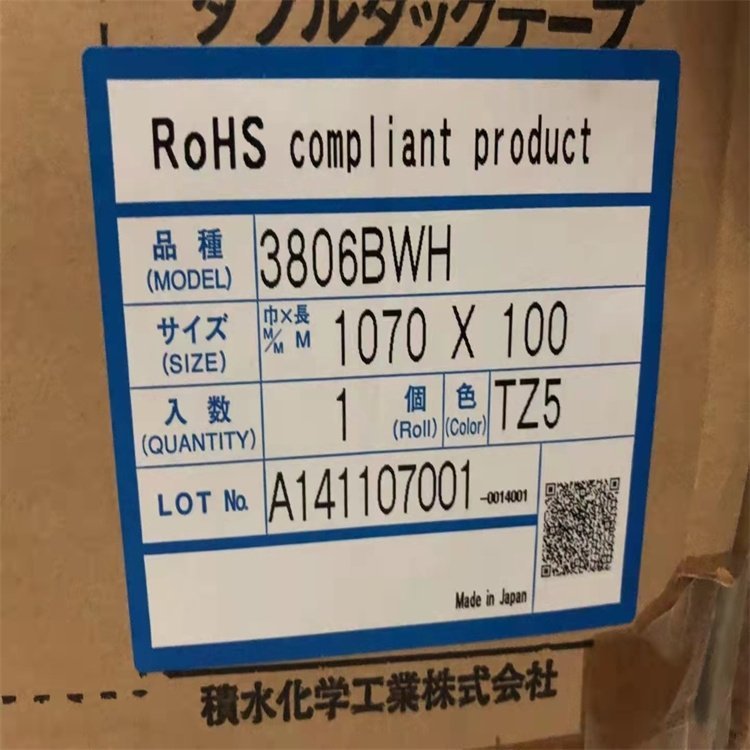 ダブルタックテープ
RoHS compliant product
品種 (MODEL) 3806BWH
サイズ (SIZE) 巾×長 M/M M 1070 X 100
入数 (QUANTITY) 1 個 (Roll) 色 (Color) TZ5
LOT No. A141107001-0014001
Made in Japan
積水化学工業株式会社